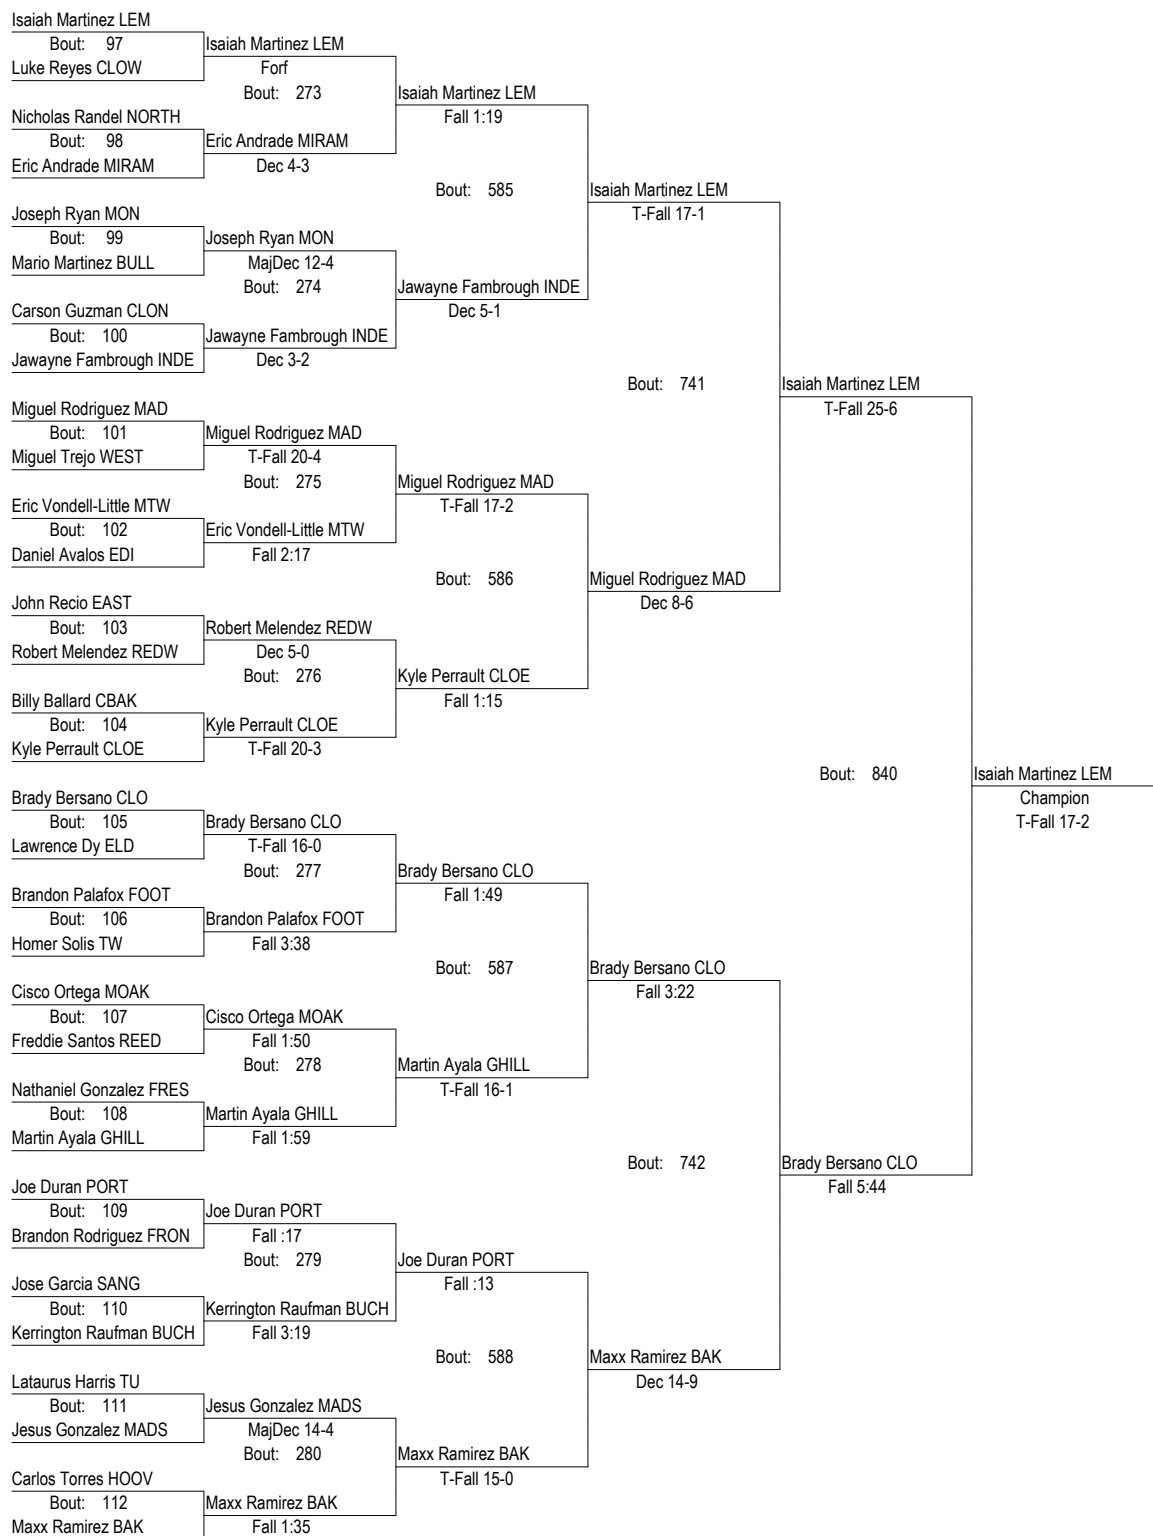 Isaiah Martinez LEM
Bout: 97
Isaiah Martinez LEM
Luke Reyes CLOW
Forf
Bout: 273
Isaiah Martinez LEM
Nicholas Randel NORTH
Fall 1:19
Bout: 98
Eric Andrade MIRAM
Eric Andrade MIRAM
Dec 4-3
Bout: 585
Isaiah Martinez LEM
Joseph Ryan MON
T-Fall 17-1
Bout: 99
Joseph Ryan MON
Mario Martinez BULL
MajDec 12-4
Bout: 274
Jawayne Fambrough INDE
Carson Guzman CLON
Dec 5-1
Bout: 100
Jawayne Fambrough INDE
Jawayne Fambrough INDE
Dec 3-2
Bout: 741
Isaiah Martinez LEM
Miguel Rodriguez MAD
T-Fall 25-6
Bout: 101
Miguel Rodriguez MAD
Miguel Trejo WEST
T-Fall 20-4
Bout: 275
Miguel Rodriguez MAD
Eric Vondell-Little MTW
T-Fall 17-2
Bout: 102
Eric Vondell-Little MTW
Daniel Avalos EDI
Fall 2:17
Bout: 586
Miguel Rodriguez MAD
John Recio EAST
Dec 8-6
Bout: 103
Robert Melendez REDW
Robert Melendez REDW
Dec 5-0
Bout: 276
Kyle Perrault CLOE
Billy Ballard CBAK
Fall 1:15
Bout: 104
Kyle Perrault CLOE
Kyle Perrault CLOE
T-Fall 20-3
Bout: 840
Isaiah Martinez LEM
Brady Bersano CLO
Champion
Bout: 105
Brady Bersano CLO
T-Fall 17-2
Lawrence Dy ELD
T-Fall 16-0
Bout: 277
Brady Bersano CLO
Brandon Palafox FOOT
Fall 1:49
Bout: 106
Brandon Palafox FOOT
Homer Solis TW
Fall 3:38
Bout: 587
Brady Bersano CLO
Cisco Ortega MOAK
Fall 3:22
Bout: 107
Cisco Ortega MOAK
Freddie Santos REED
Fall 1:50
Bout: 278
Martin Ayala GHILL
Nathaniel Gonzalez FRES
T-Fall 16-1
Bout: 108
Martin Ayala GHILL
Martin Ayala GHILL
Fall 1:59
Bout: 742
Brady Bersano CLO
Joe Duran PORT
Fall 5:44
Bout: 109
Joe Duran PORT
Brandon Rodriguez FRON
Fall :17
Bout: 279
Joe Duran PORT
Jose Garcia SANG
Fall :13
Bout: 110
Kerrington Raufman BUCH
Kerrington Raufman BUCH
Fall 3:19
Bout: 588
Maxx Ramirez BAK
Lataurus Harris TU
Dec 14-9
Bout: 111
Jesus Gonzalez MADS
Jesus Gonzalez MADS
MajDec 14-4
Bout: 280
Maxx Ramirez BAK
Carlos Torres HOOV
T-Fall 15-0
Bout: 112
Maxx Ramirez BAK
Maxx Ramirez BAK
Fall 1:35